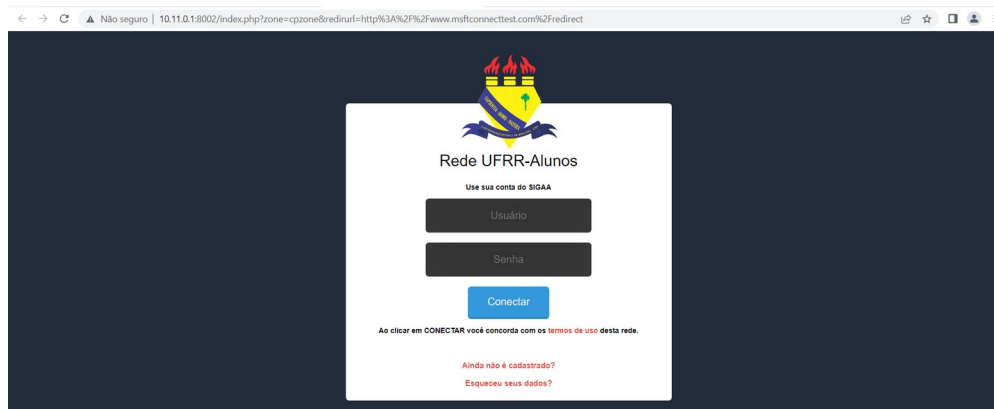 Não seguro | 10.11.0.1:8002/index.php?zone=cpzone&redirurl=http%3A%2F%2Fwww.msftconnecttest.com%2Fredirect
Rede UFRR-Alunos
Use sua conta do SIGAA
Usuário
Senha
Conectar
Ao clicar em CONECTAR você concorda com os termos de uso desta rede.
Ainda não é cadastrado?
Esqueceu seus dados?